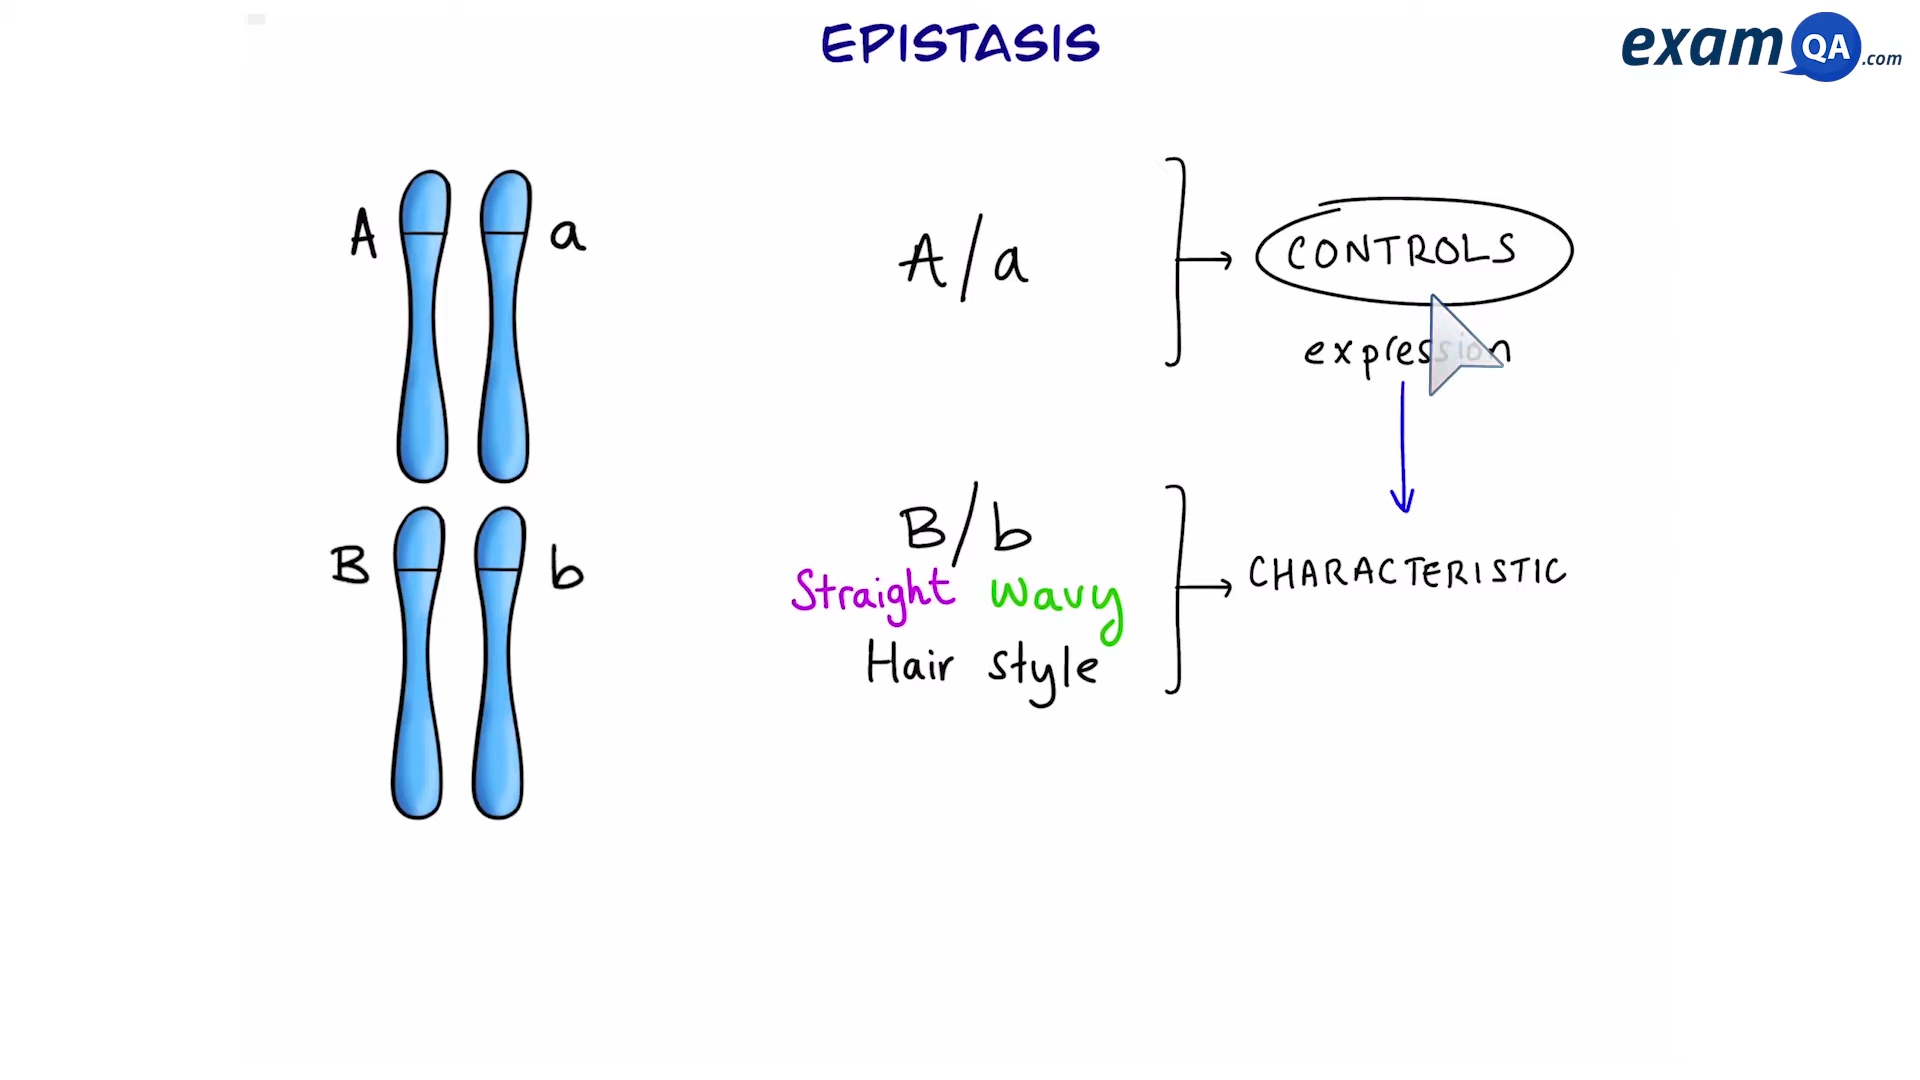 EPISTASIS
examQA.com
A
a
A/a
CONTROLS
expression
B
b
B/b
Straight Wavy
Hair style
CHARACTERISTIC